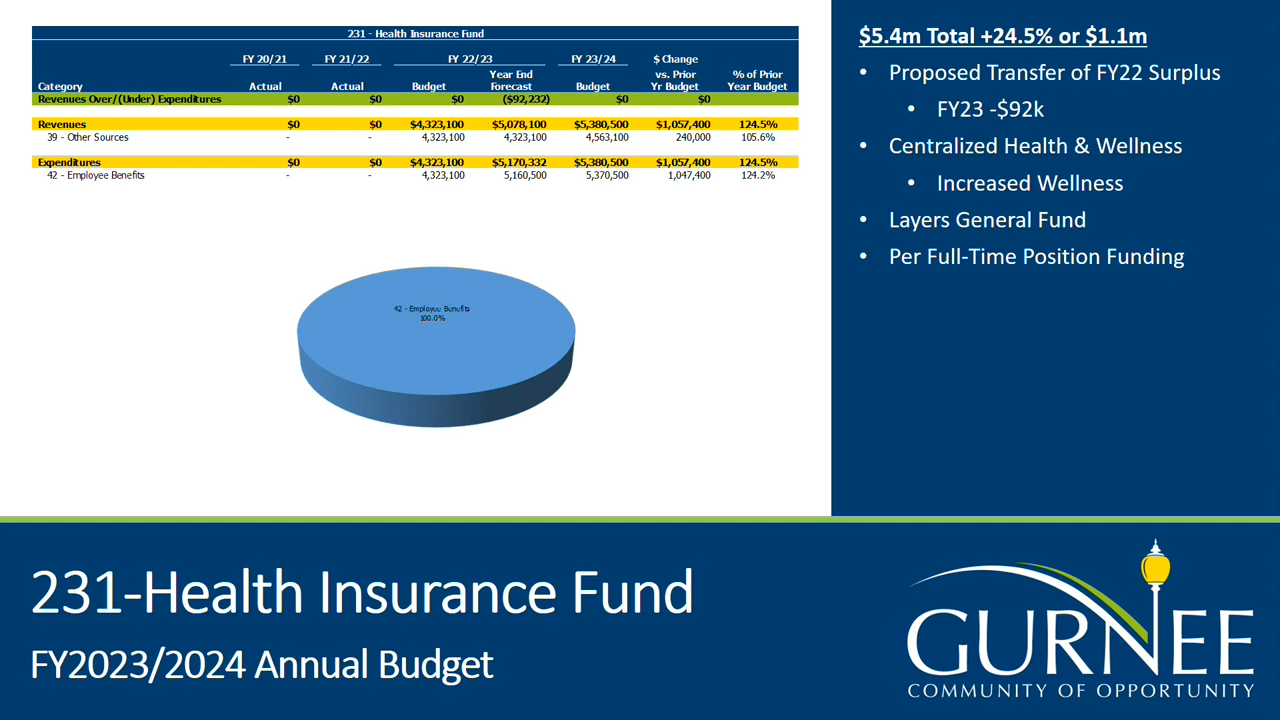 231 - Health Insurance Fund
FY 20/21 FY 21/22 FY 22/23 FY 23/24 $ Change
Year End vs. Prior % of Prior
Category Actual Actual Budget Forecast Budget Yr Budget Year Budget
Revenues Over/(Under) Expenditures $0 $0 $0 ($92,232) $0 $0
Revenues $0 $0 $4,323,100 $5,078,100 $5,380,500 $1,057,400 124.5%
39 - Other Sources - - 4,323,100 4,323,100 4,563,100 240,000 105.6%
Expenditures $0 $0 $4,323,100 $5,170,332 $5,380,500 $1,057,400 124.5%
42 - Employee Benefits - - 4,323,100 5,160,500 5,370,500 1,047,400 124.2%
42 - Employee Benefits
100.0%
$5.4m Total +24.5% or $1.1m
• Proposed Transfer of FY22 Surplus
• FY23 -$92k
• Centralized Health & Wellness
• Increased Wellness
• Layers General Fund
• Per Full-Time Position Funding
231-Health Insurance Fund
FY2023/2024 Annual Budget
GURNEE
COMMUNITY OF OPPORTUNITY